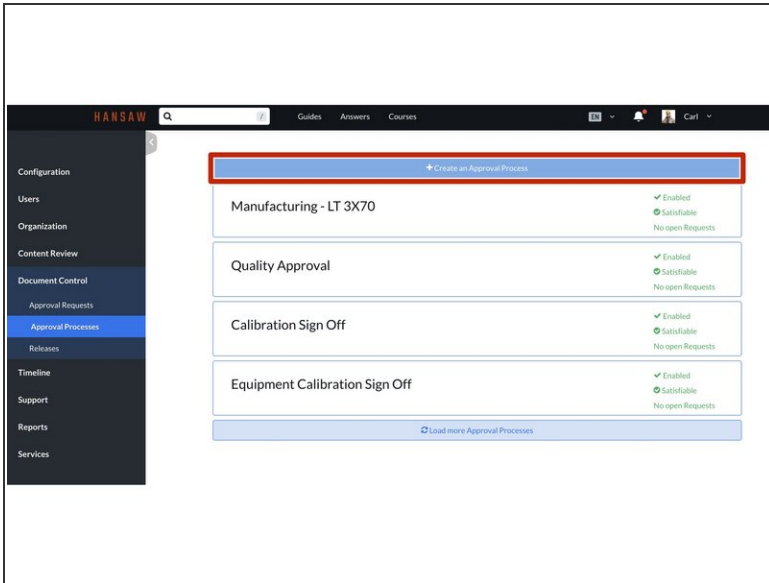 HANSAW / Guides Answers Courses EN Carl
Configuration
Users
Organization
Content Review
Document Control
Approval Requests
Approval Processes
Releases
Timeline
Support
Reports
Services
+ Create an Approval Process
Manufacturing - LT 3X70
Enabled
Satisfiable
No open Requests
Quality Approval
Enabled
Satisfiable
No open Requests
Calibration Sign Off
Enabled
Satisfiable
No open Requests
Equipment Calibration Sign Off
Enabled
Satisfiable
No open Requests
Load more Approval Processes